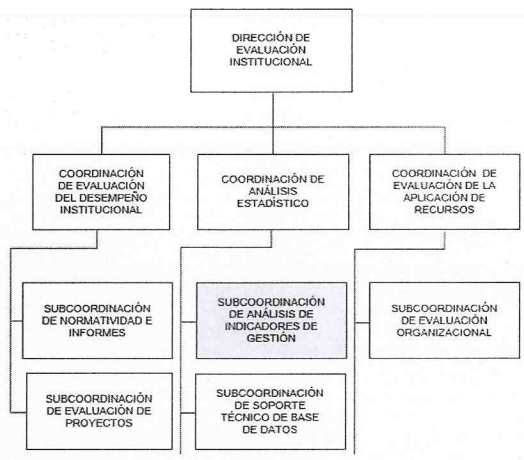 DIRECCIÓN DE
EVALUACIÓN
INSTITUCIONAL
COORDINACIÓN
DE EVALUACIÓN
DEL DESEMPEÑO
INSTITUCIONAL
COORDINACIÓN DE
ANÁLISIS
ESTADÍSTICO
COORDINACIÓN DE
EVALUACIÓN DE LA
APLICACIÓN DE
RECURSOS
SUBCOORDINACIÓN
DE NORMATIVIDAD E
INFORMES
SUBCOORDINACIÓN
DE ANÁLISIS DE
INDICADORES DE
GESTIÓN
SUBCOORDINACIÓN
DE EVALUACIÓN
ORGANIZACIONAL
SUBCOORDINACIÓN
DE EVALUACIÓN DE
PROYECTOS
SUBCOORDINACIÓN
DE SOPORTE
TÉCNICO DE BASE
DE DATOS